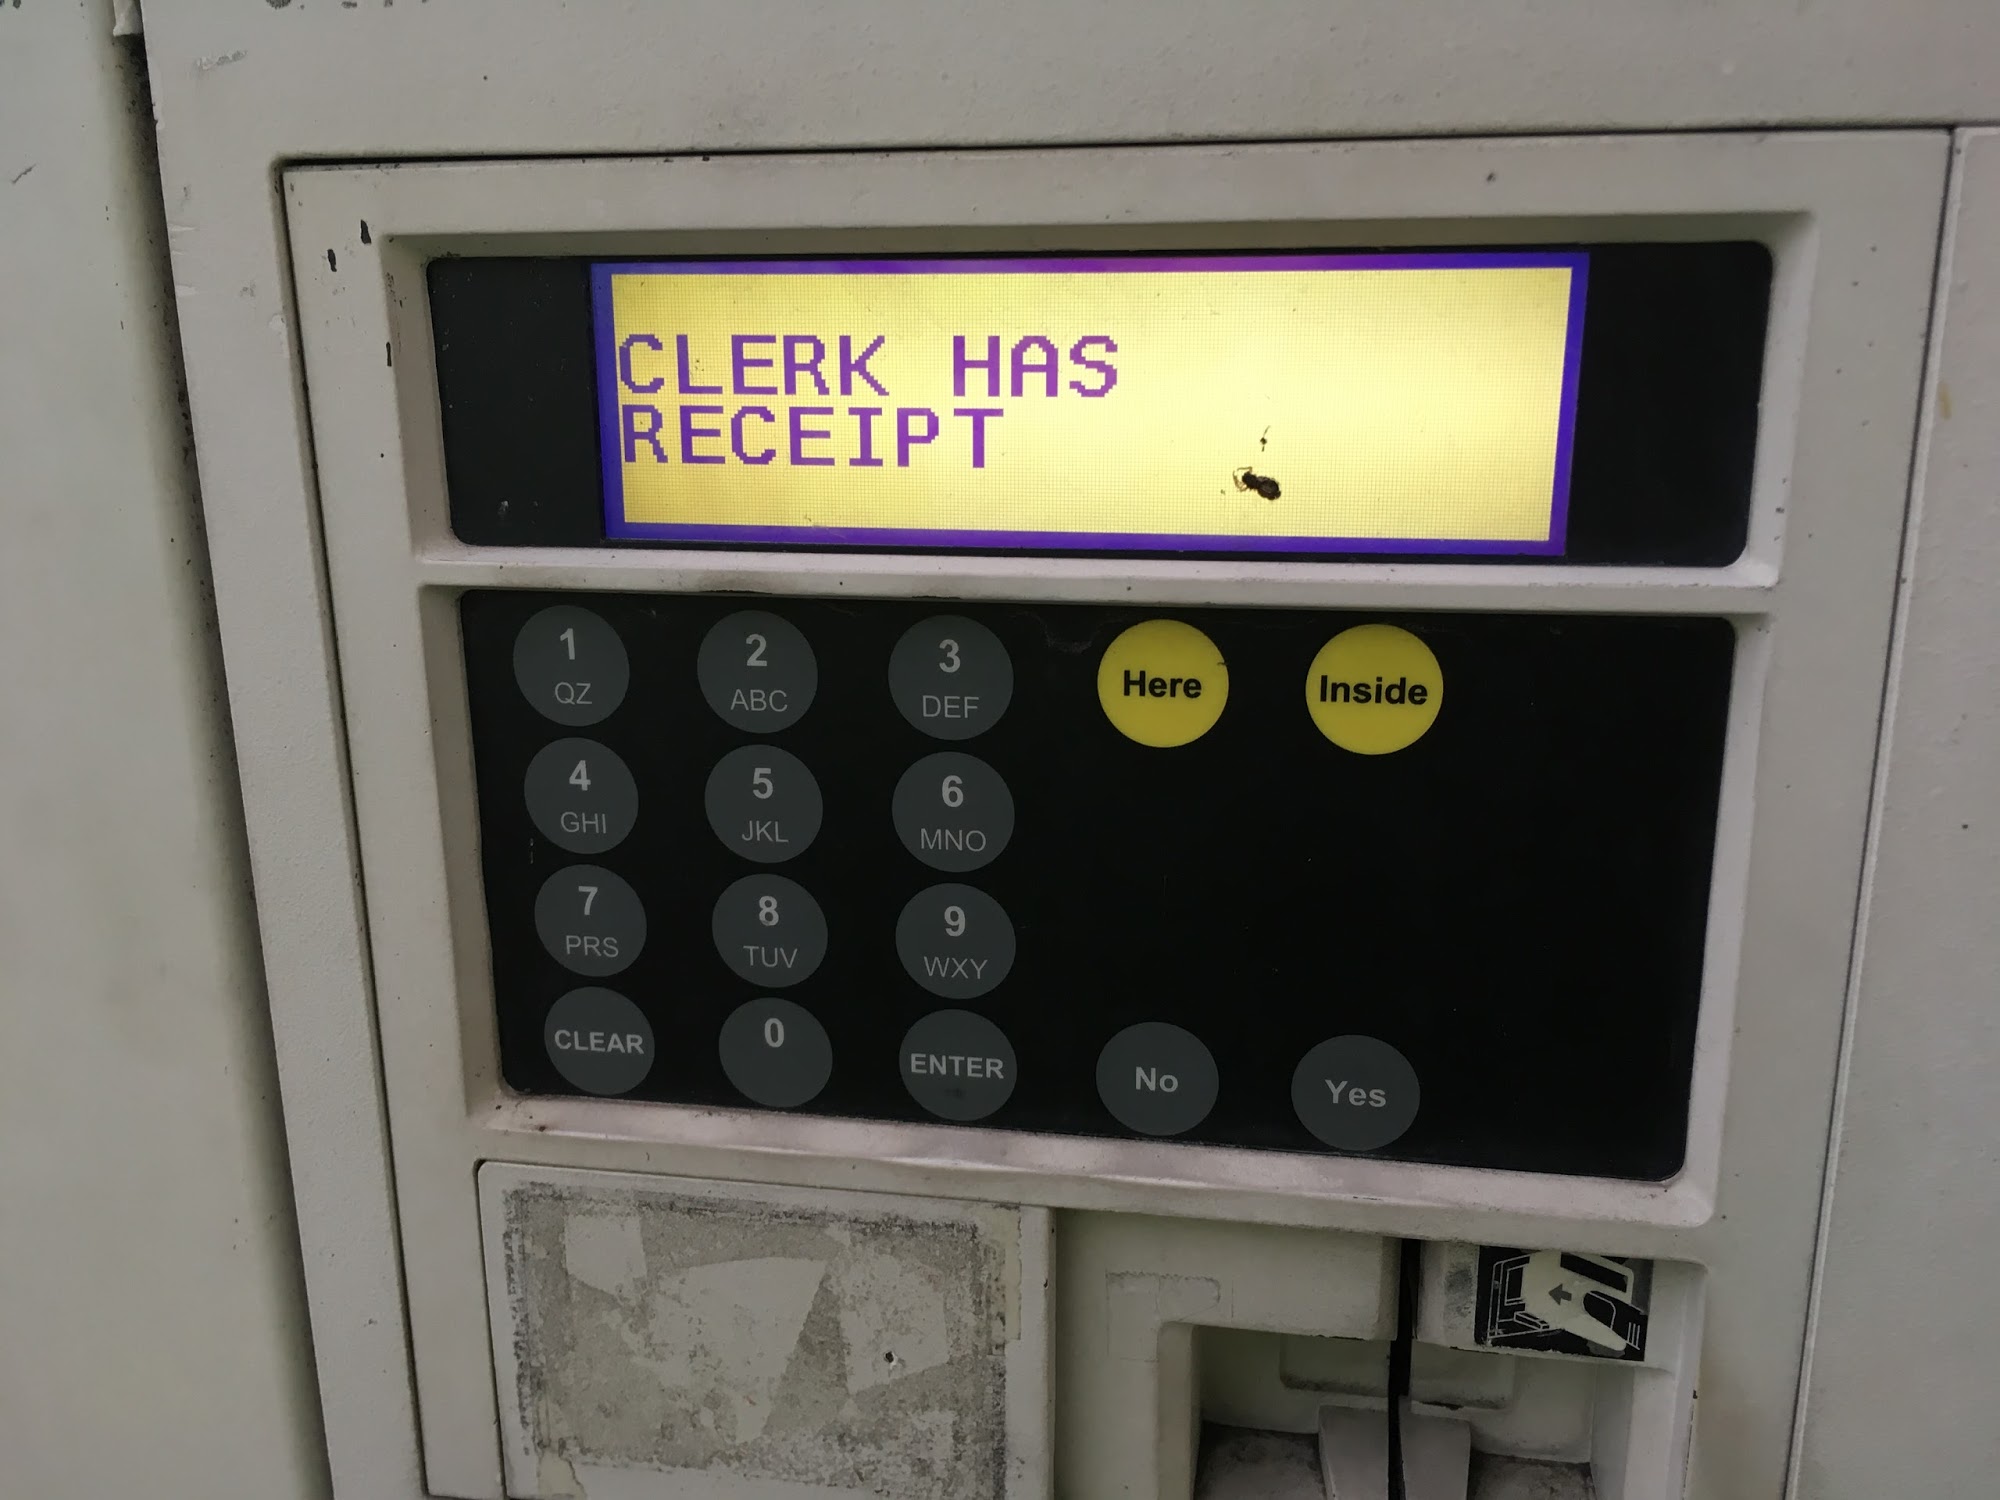 CLERK HAS
RECEIPT
1 2 3 Here Inside
QZ ABC DEF
4 5 6
GHI JKL MNO
7 8 9
PRS TUV WXY
CLEAR 0 ENTER No Yes